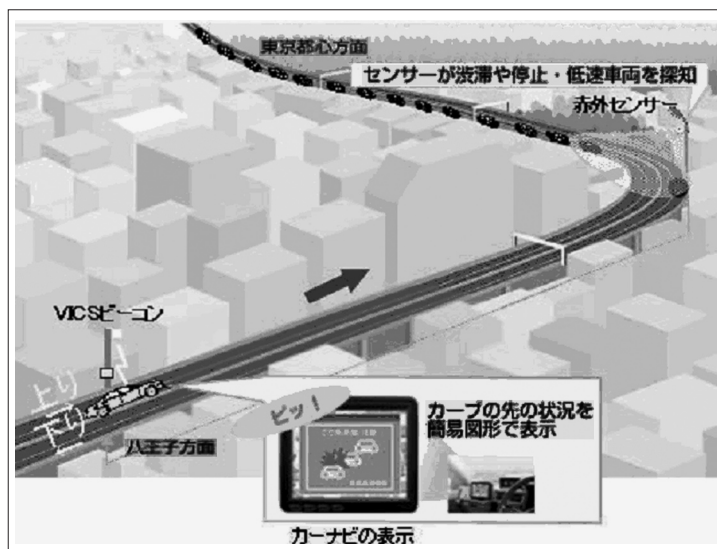 東京都心方面
センサーが渋滞や停止・低速車両を探知
赤外センサー
VICSビーコン
上り
下り
八王子方面
ピッ!
カーブの先の状況を
簡易図形で表示
カーナビの表示